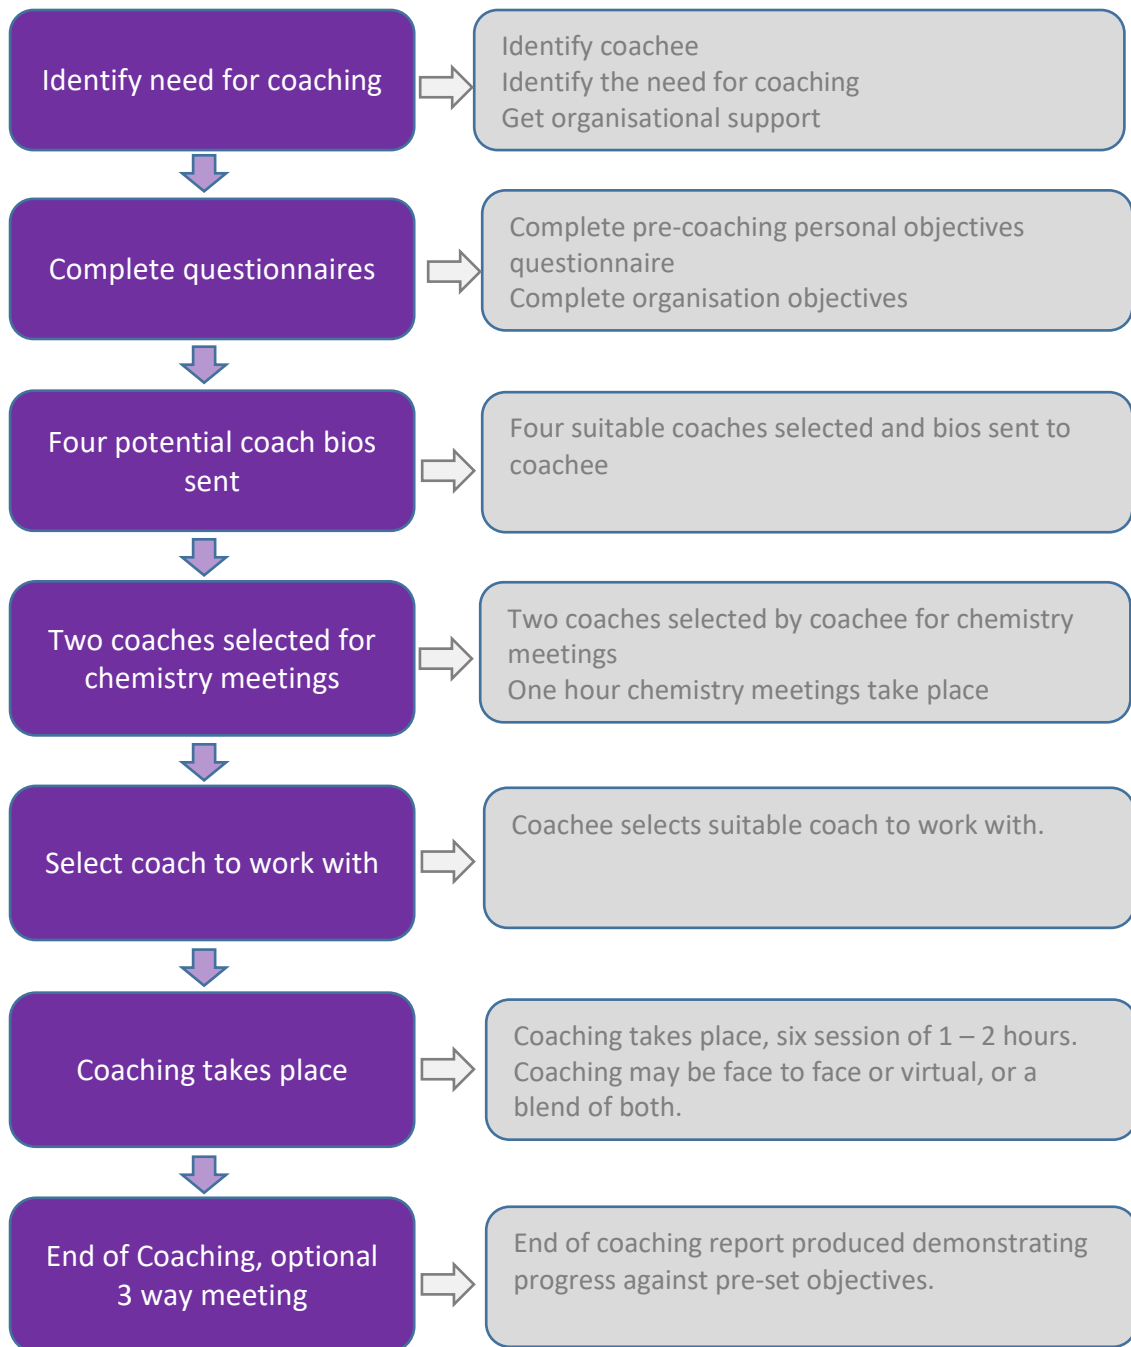 Identify need for coaching
Identify coachee
Identify the need for coaching
Get organisational support
Complete questionnaires
Complete pre-coaching personal objectives
questionnaire
Complete organisation objectives
Four potential coach bios
sent
Four suitable coaches selected and bios sent to
coachee
Two coaches selected for
chemistry meetings
Two coaches selected by coachee for chemistry
meetings
One hour chemistry meetings take place
Select coach to work with
Coachee selects suitable coach to work with.
Coaching takes place
Coaching takes place, six session of 1 – 2 hours.
Coaching may be face to face or virtual, or a
blend of both.
End of Coaching, optional
3 way meeting
End of coaching report produced demonstrating
progress against pre-set objectives.